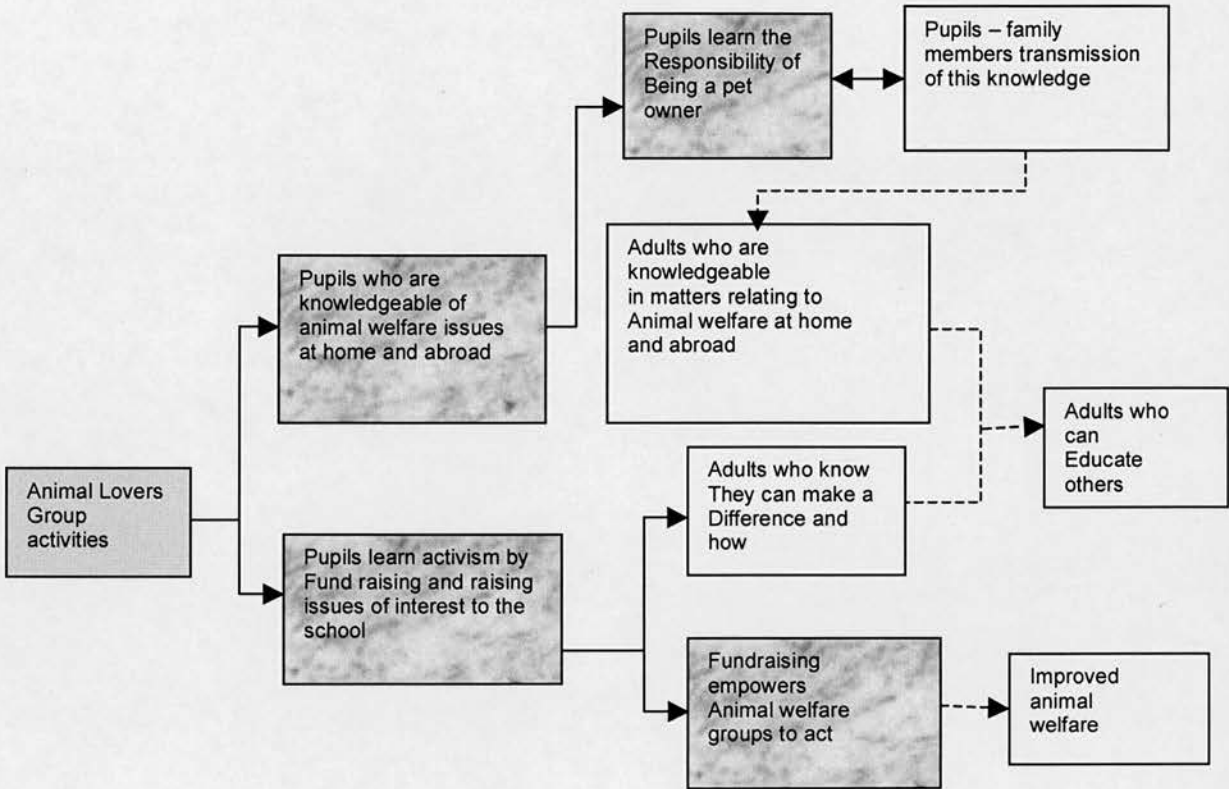 Pupils learn the
Responsibility of
Being a pet
owner
Pupils – family
members transmission
of this knowledge
Pupils who are
knowledgeable of
animal welfare issues
at home and abroad
Adults who are
knowledgeable
in matters relating to
Animal welfare at home
and abroad
Animal Lovers
Group
activities
Pupils learn activism by
Fund raising and raising
issues of interest to the
school
Adults who know
They can make a
Difference and
how
Adults who
can
Educate
others
Fundraising
empowers
Animal welfare
groups to act
Improved
animal
welfare